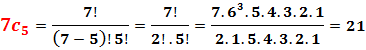 7c₅ = 7! / (7 − 5)! 5! = 7! / 2! . 5! = 7.6³.5.4.3.2.1 / 2.1.5.4.3.2.1 = 21